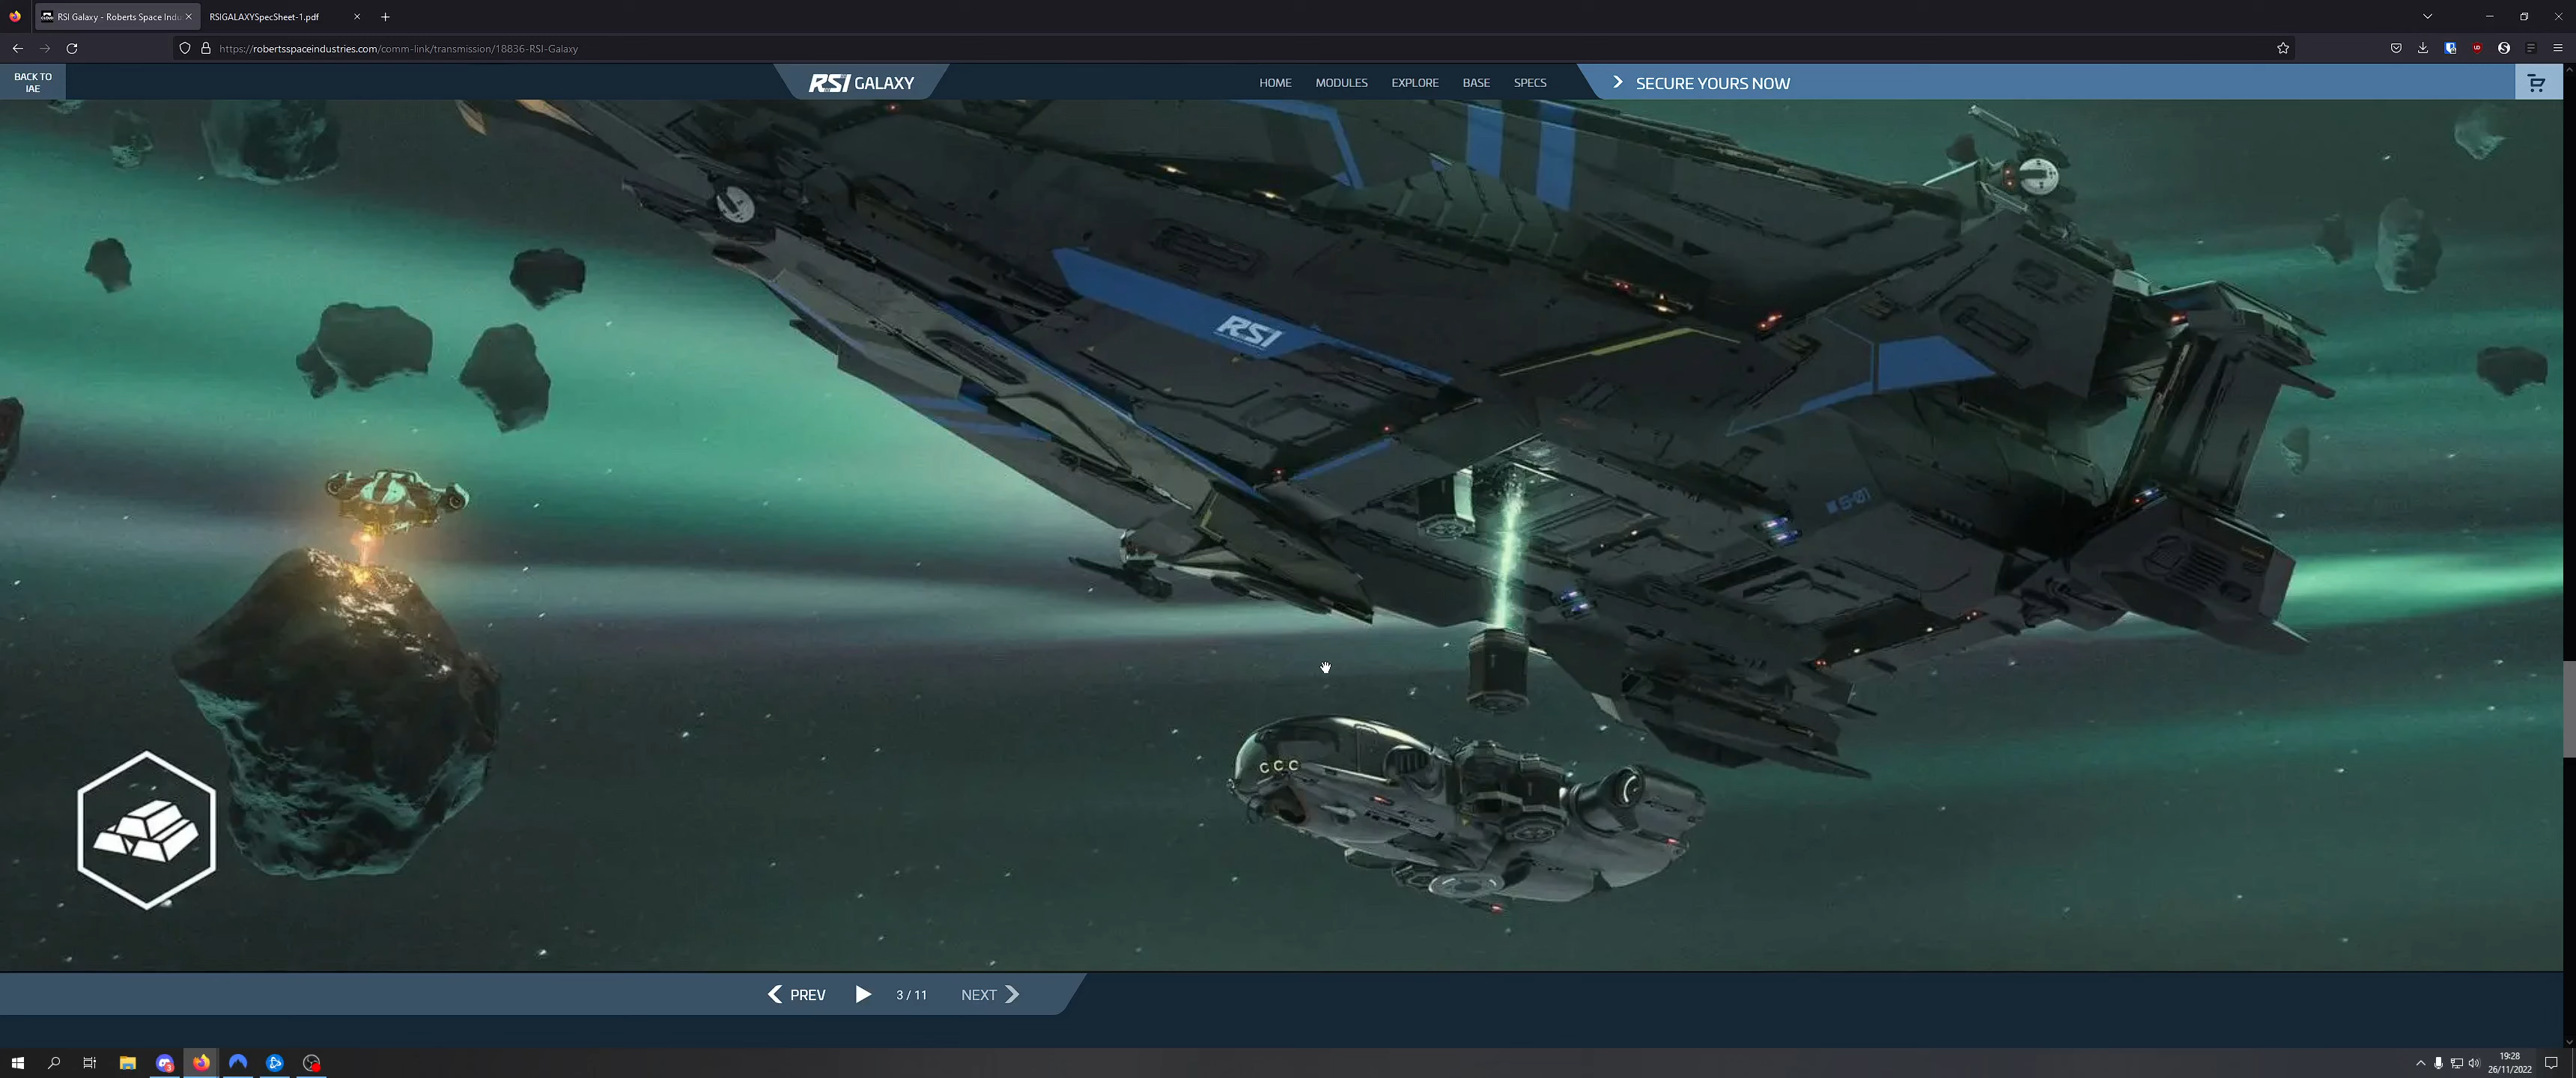 RSI Galaxy - Roberts Space Indu
RSIGALAXYSpecSheet-1.pdf
https://robertsspaceindustries.com/comm-link/transmission/18836-RSI-Galaxy
BACK TO
IAE
RSI GALAXY
HOME MODULES EXPLORE BASE SPECS
SECURE YOURS NOW
RSI
S-01
CCC
PREV 3 / 11 NEXT
3
19:28
26/11/2022